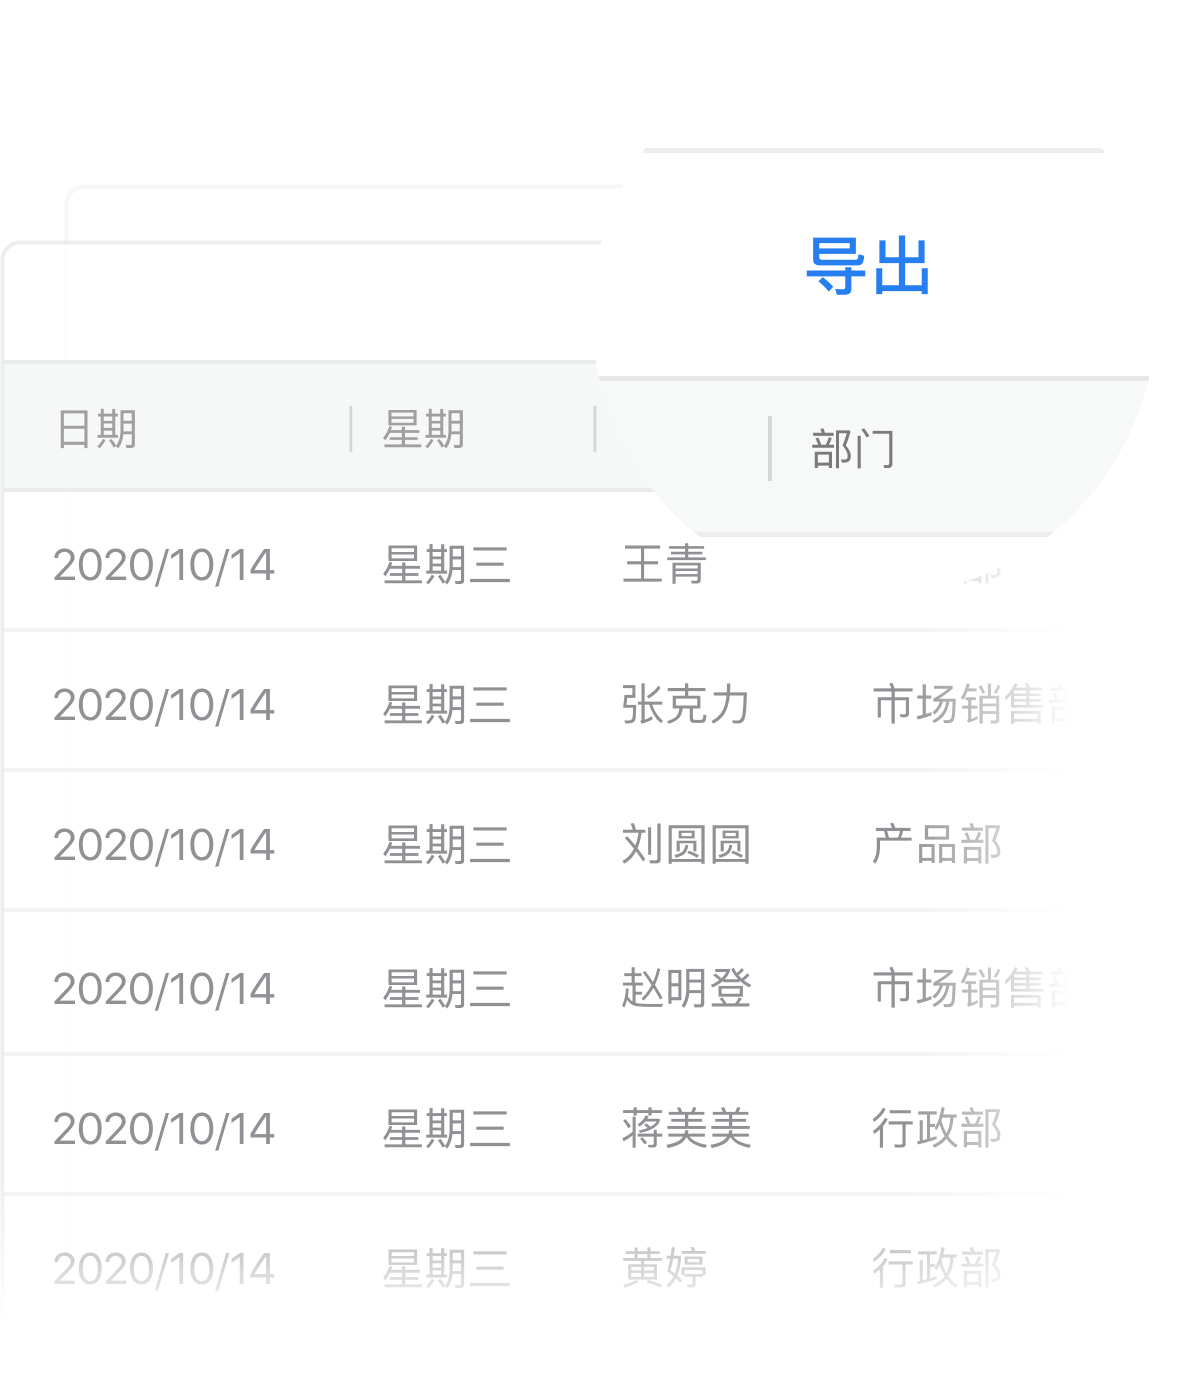 导出
日期 星期 部门
2020/10/14 星期三 王青
2020/10/14 星期三 张克力 市场销售部
2020/10/14 星期三 刘圆圆 产品部
2020/10/14 星期三 赵明登 市场销售部
2020/10/14 星期三 蒋美美 行政部
2020/10/14 星期三 黄婷 行政部